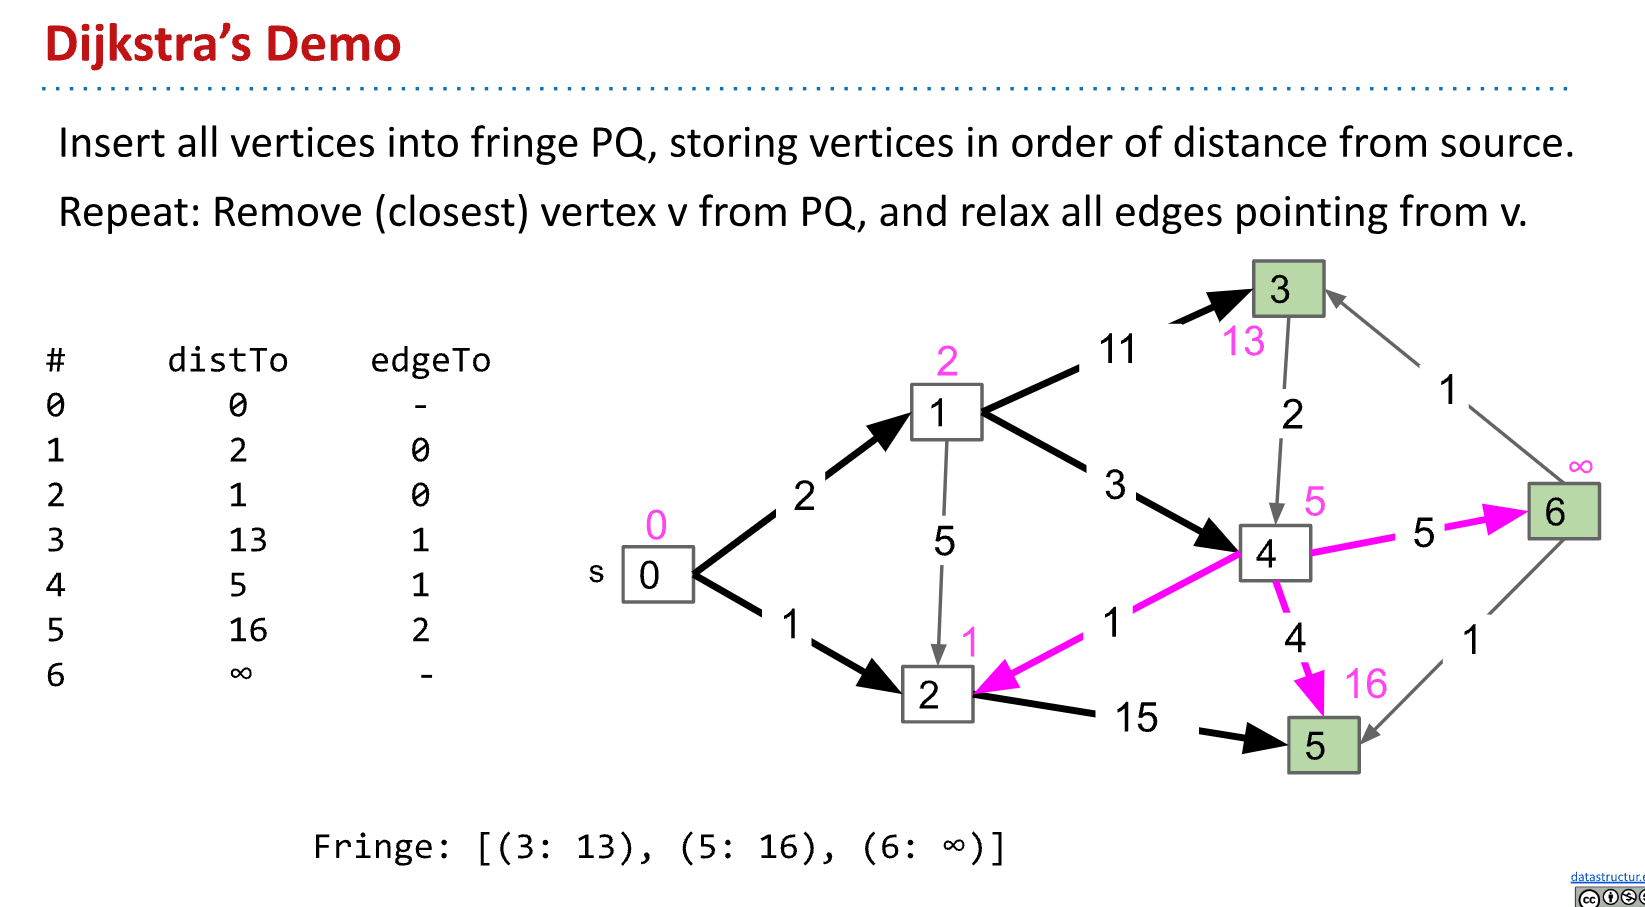 Dijkstra's Demo
Insert all vertices into fringe PQ, storing vertices in order of distance from source.
Repeat: Remove (closest) vertex v from PQ, and relax all edges pointing from v.
# distTo edgeTo
0 0 -
1 2 0
2 1 0
3 13 1
4 5 1
5 16 2
6 ∞ -
3
13
11
2
1
2
1
∞
6
3
5
2
0
5
5
4
s 0
1
1
4
1
1
16
2
15
5
Fringe: [(3: 13), (5: 16), (6: ∞)]
datastructur.e
cc